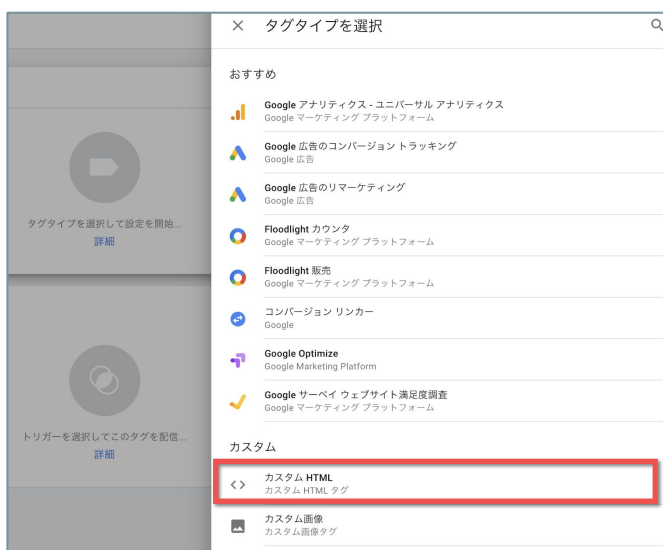 タグタイプを選択
おすすめ
Google アナリティクス - ユニバーサル アナリティクス
Google マーケティング プラットフォーム
Google 広告のコンバージョン トラッキング
Google 広告
Google 広告のリマーケティング
Google 広告
Floodlight カウンタ
Google マーケティング プラットフォーム
Floodlight 販売
Google マーケティング プラットフォーム
コンバージョン リンカー
Google
Google Optimize
Google Marketing Platform
Google サーベイ ウェブサイト満足度調査
Google マーケティング プラットフォーム
カスタム
カスタム HTML
カスタム HTML タグ
カスタム画像
カスタム画像タグ
タグタイプを選択して設定を開始...
詳細
トリガーを選択してこのタグを配信...
詳細